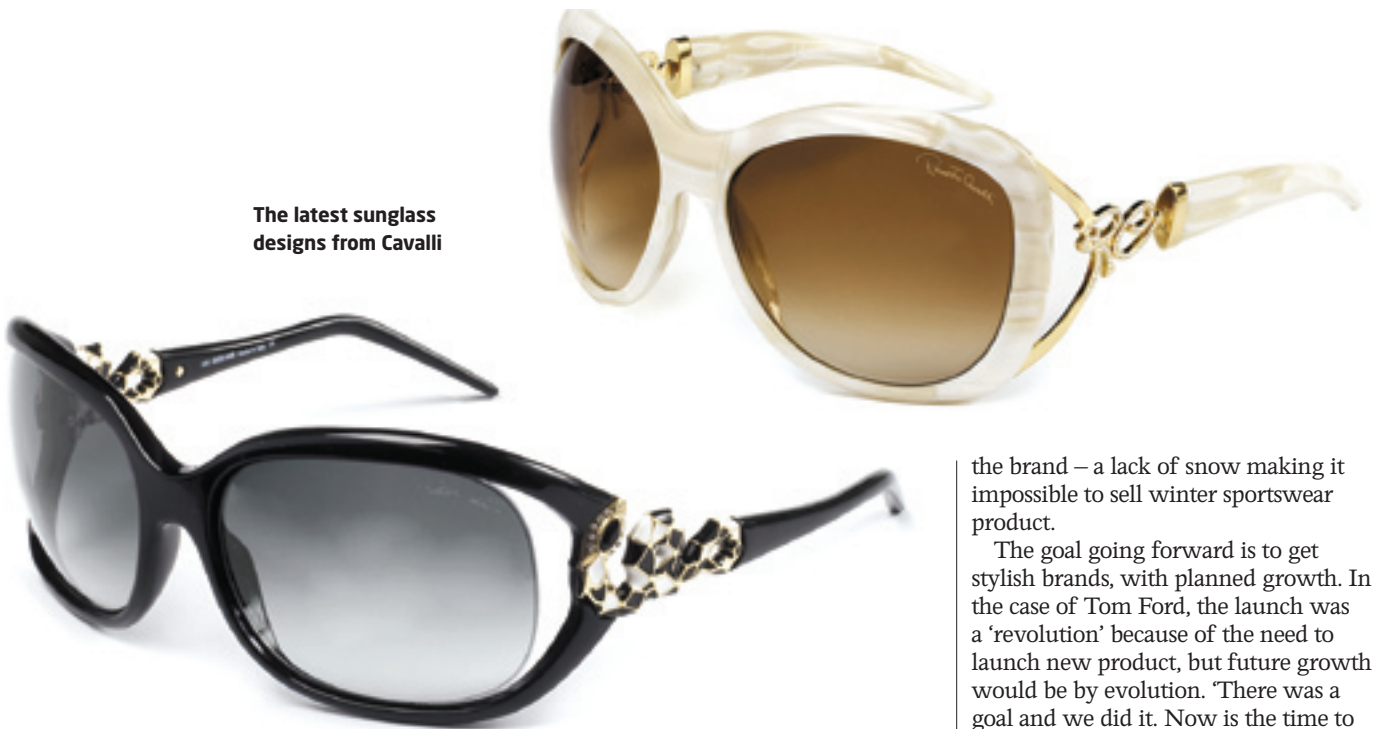 The latest sunglass
designs from Cavalli
the brand – a lack of snow making it
impossible to sell winter sportswear
product.
The goal going forward is to get
stylish brands, with planned growth. In
the case of Tom Ford, the launch was
a ‘revolution’ because of the need to
launch new product, but future growth
would be by evolution. ‘There was a
goal and we did it. Now is the time to